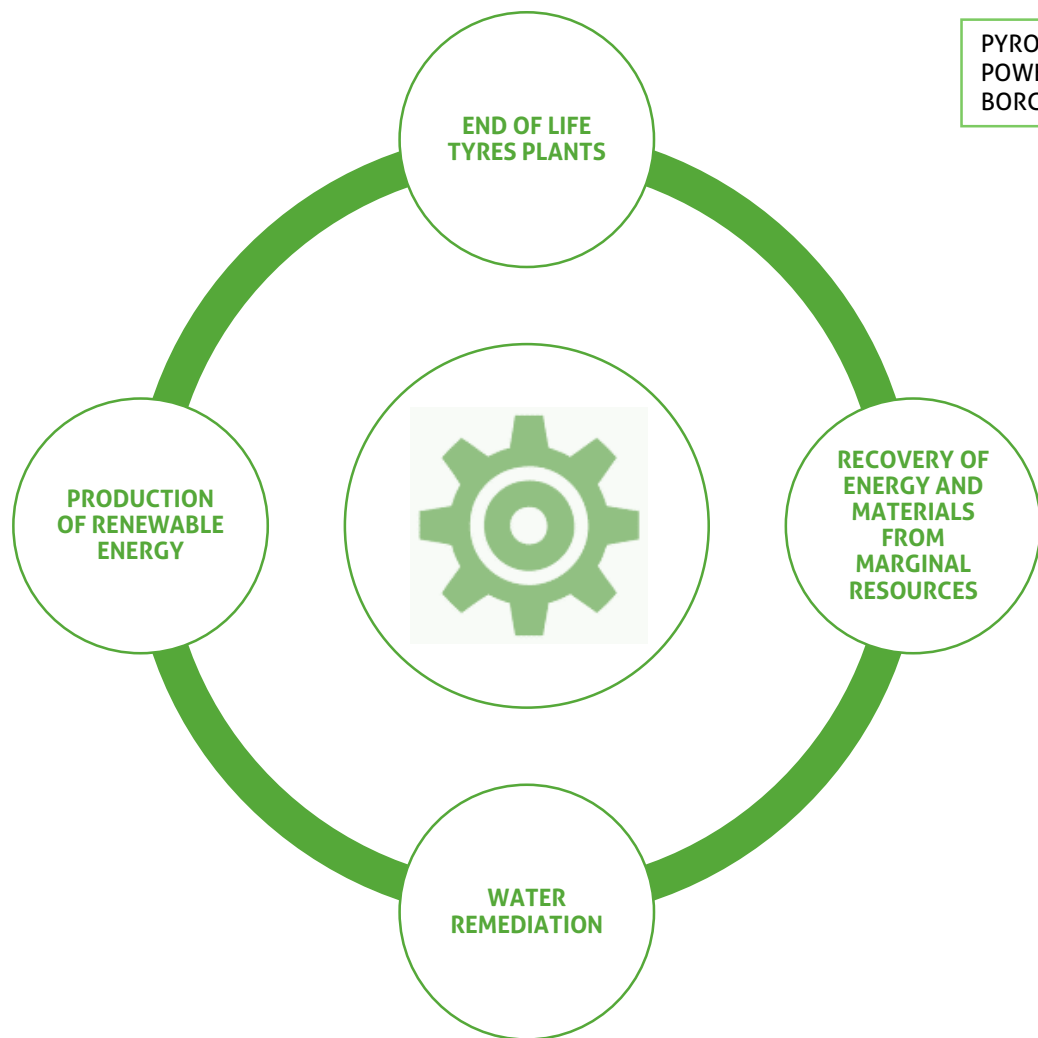 END OF LIFE
TYRES PLANTS
PYRO
POWE
PRODUCTION
OF RENEWABLE
ENERGY
RECOVERY OF
ENERGY AND
MATERIALS
FROM
MARGINAL
RESOURCES
WATER
REMEDIATION